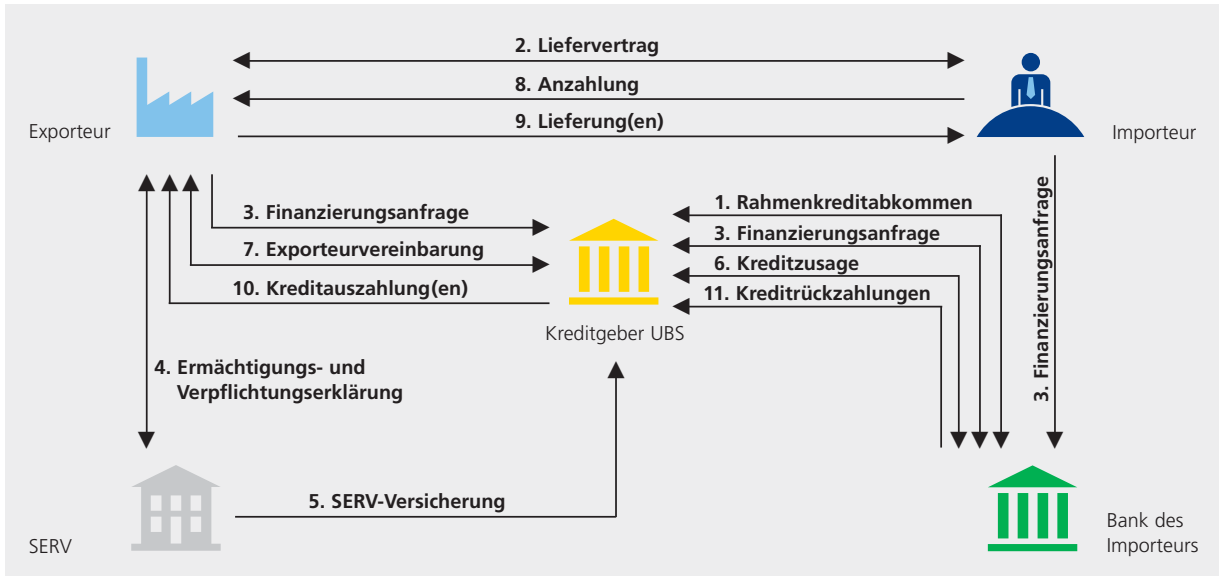 2. Liefervertrag
8. Anzahlung
9. Lieferung(en)
Exporteur
Importeur
3. Finanzierungsanfrage
7. Exporteurvereinbarung
10. Kreditauszahlung(en)
1. Rahmenkreditabkommen
3. Finanzierungsanfrage
6. Kreditzusage
11. Kreditrückzahlungen
3. Finanzierungsanfrage
Kreditgeber UBS
4. Ermächtigungs- und
Verpflichtungserklärung
5. SERV-Versicherung
SERV
Bank des
Importeurs